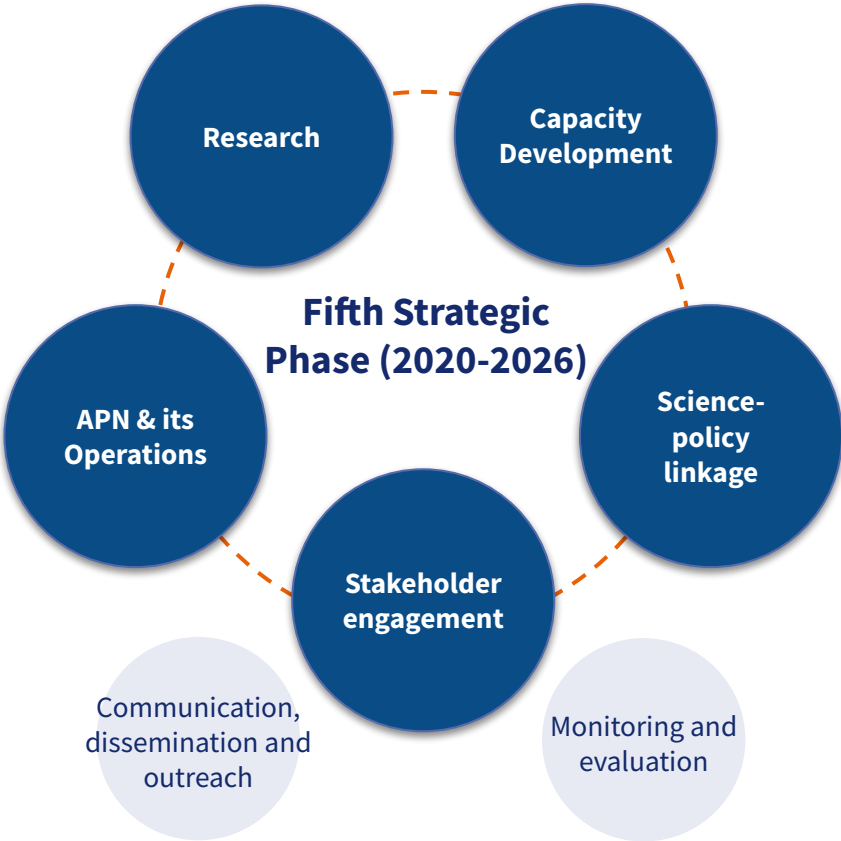 Research
Capacity
Development
Fifth Strategic
Phase (2020-2026)
APN & its
Operations
Science-
policy
linkage
Stakeholder
engagement
Communication,
dissemination and
outreach
Monitoring and
evaluation